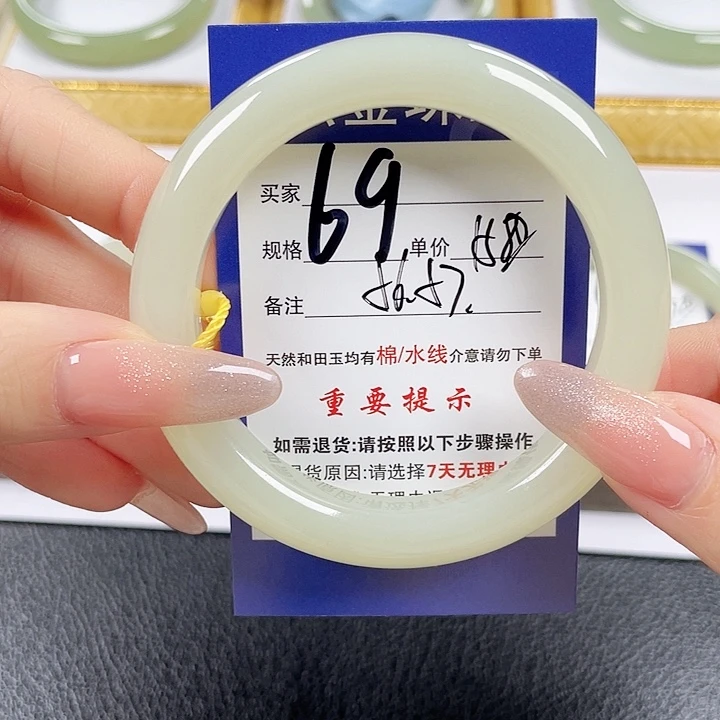 买家 69
规格 单价
备注
天然和田玉均有棉/水线介意请勿下单
重要提示
如需退货:请按照以下步骤操作
货原因:请选择7天无理